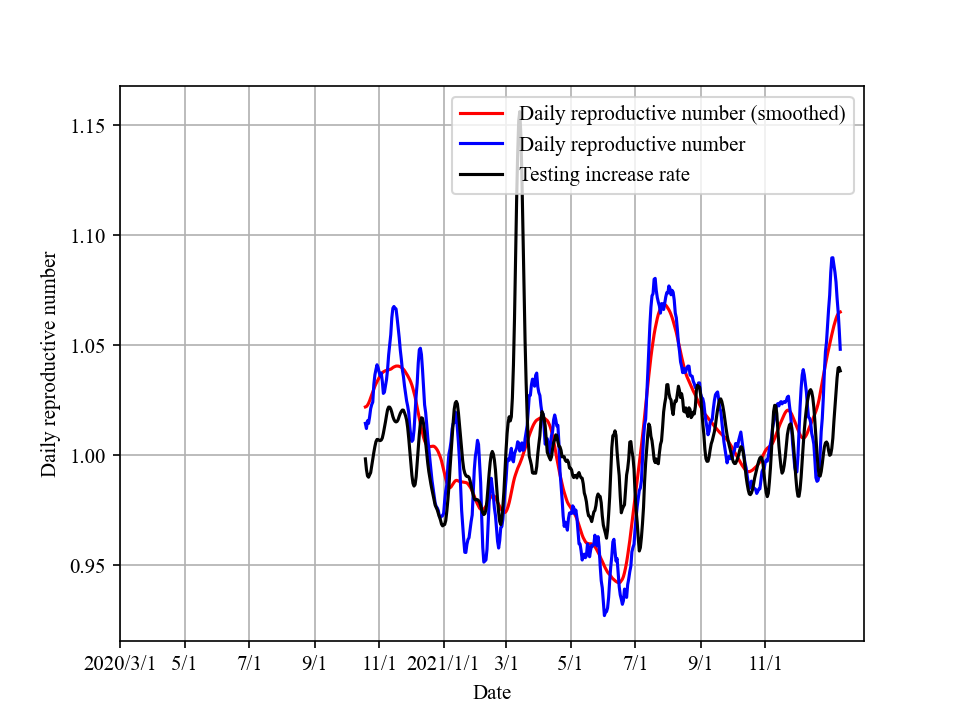 Daily reproductive number (smoothed)
Daily reproductive number
Testing increase rate
1.15
1.10
1.05
1.00
0.95
Daily reproductive number
2020/3/1 5/1 7/1 9/1 11/1 2021/1/1 3/1 5/1 7/1 9/1 11/1
Date